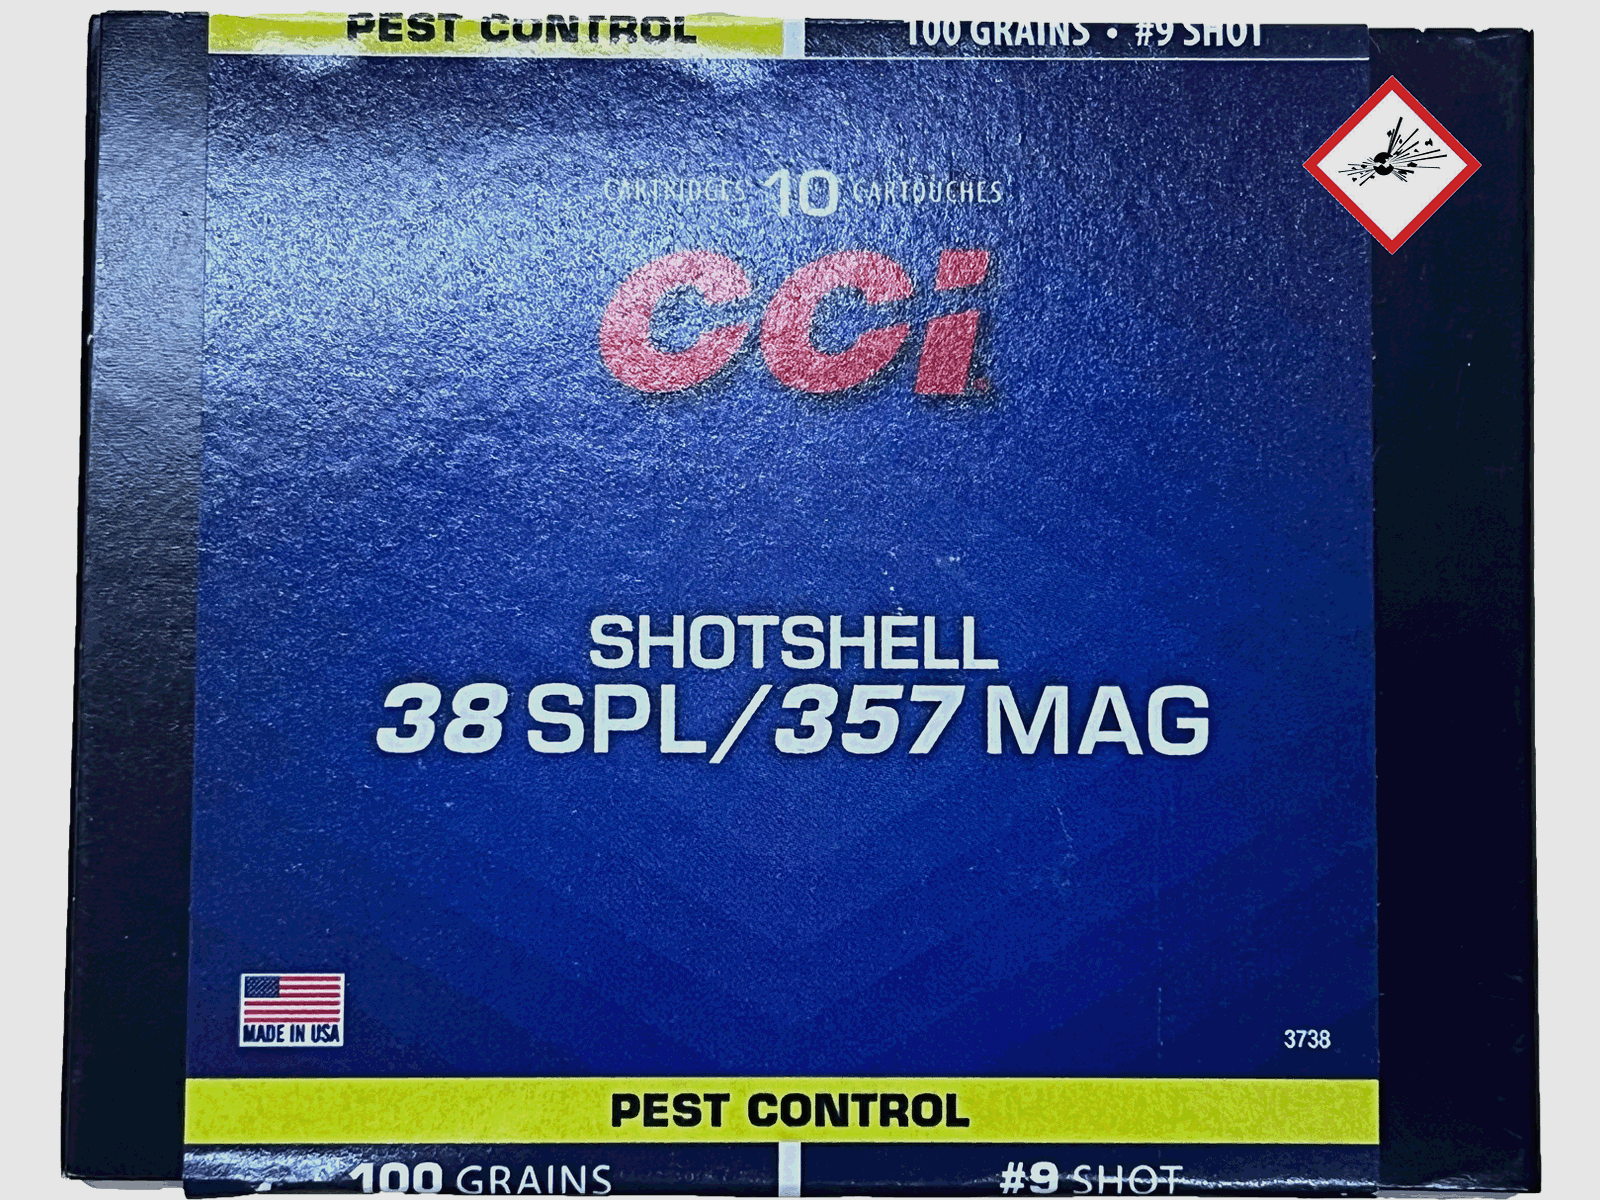 PEST CONTROL
100 GRAINS • #9 SHOT
CARTRIDGES 10 CARTOUCHES
CCi
SHOTSHELL
38 SPL/357 MAG
MADE IN USA
3738
PEST CONTROL
100 GRAINS
#9 SHOT